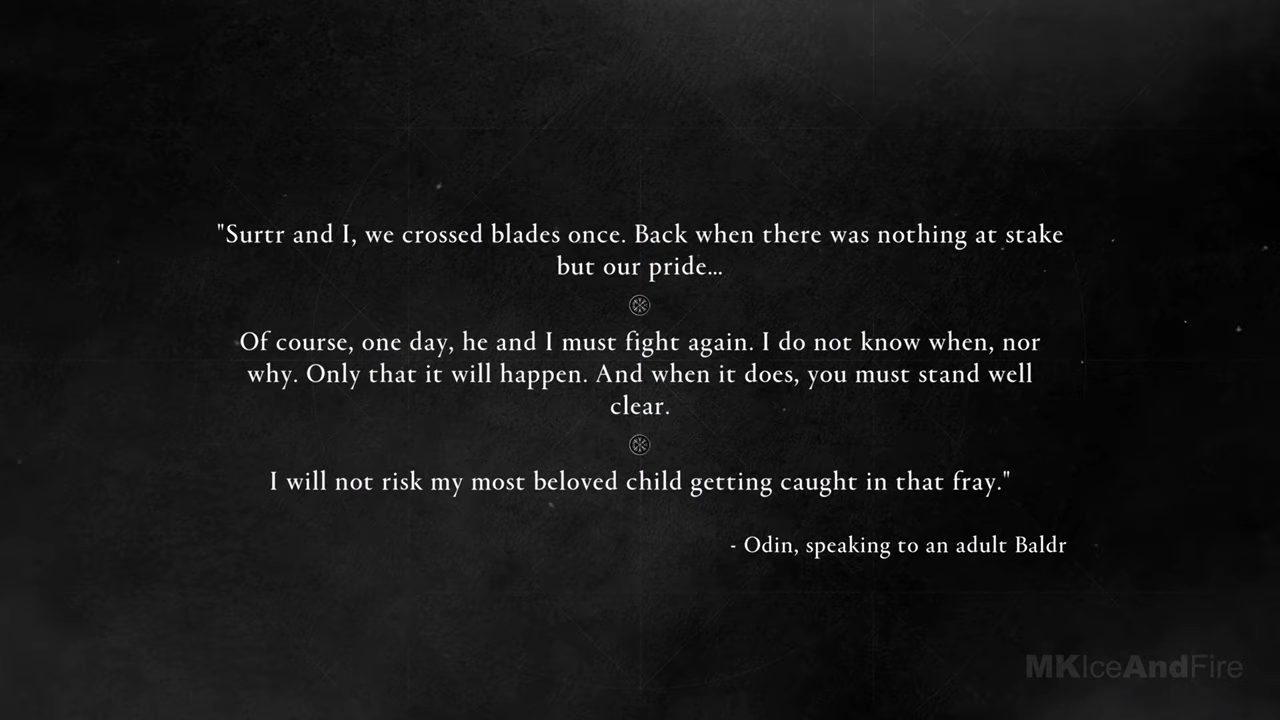 "Surtr and I, we crossed blades once. Back when there was nothing at stake
but our pride...
Of course, one day, he and I must fight again. I do not know when, nor
why. Only that it will happen. And when it does, you must stand well
clear.
I will not risk my most beloved child getting caught in that fray."
- Odin, speaking to an adult Baldr
MKIceAndFire